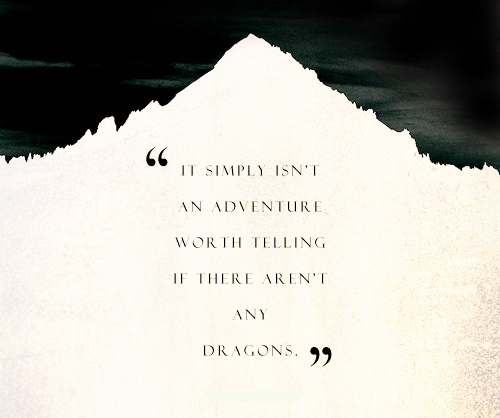 “ IT SIMPLY ISN'T
AN ADVENTURE
WORTH TELLING
IF THERE AREN'T
ANY
DRAGONS. ”